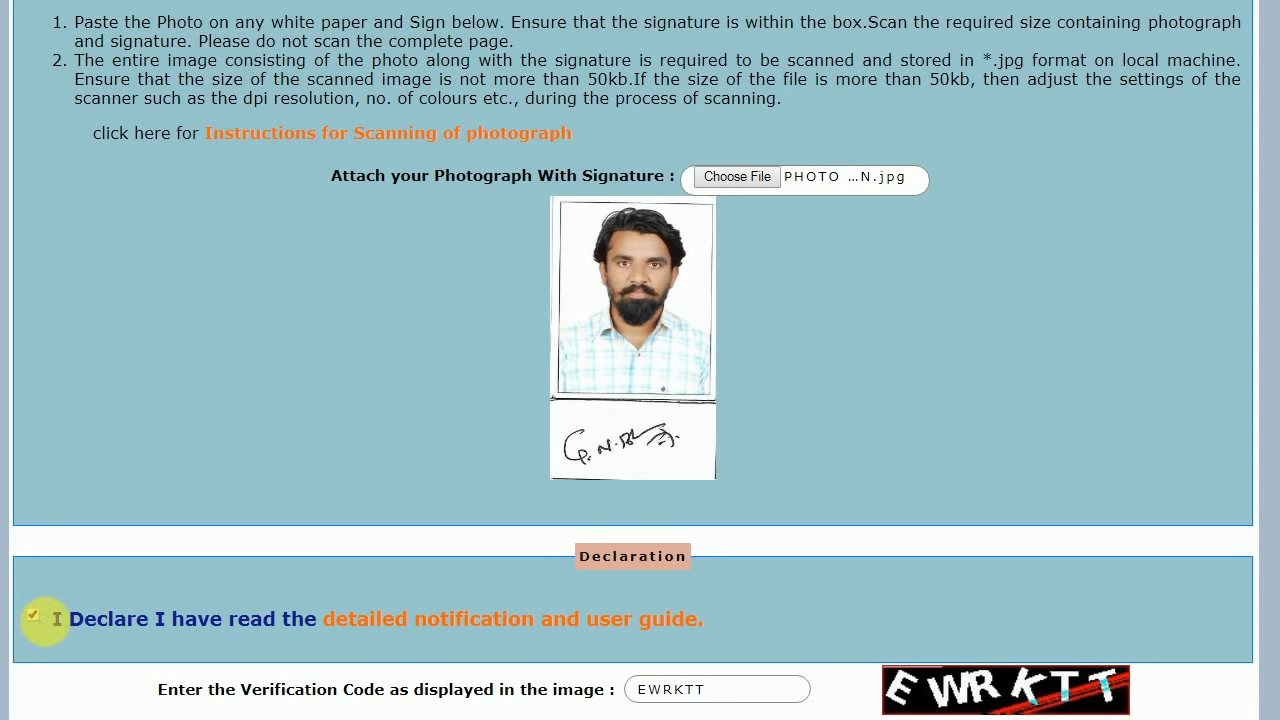 1. Paste the Photo on any white paper and Sign below. Ensure that the signature is within the box.Scan the required size containing photograph
and signature. Please do not scan the complete page.
2. The entire image consisting of the photo along with the signature is required to be scanned and stored in *.jpg format on local machine.
Ensure that the size of the scanned image is not more than 50kb.If the size of the file is more than 50kb, then adjust the settings of the
scanner such as the dpi resolution, no. of colours etc., during the process of scanning.
click here for Instructions for Scanning of photograph
Attach your Photograph With Signature : Choose File PHOTO ...N.jpg
Declaration
I Declare I have read the detailed notification and user guide.
Enter the Verification Code as displayed in the image : EWRKTT EWRKTT